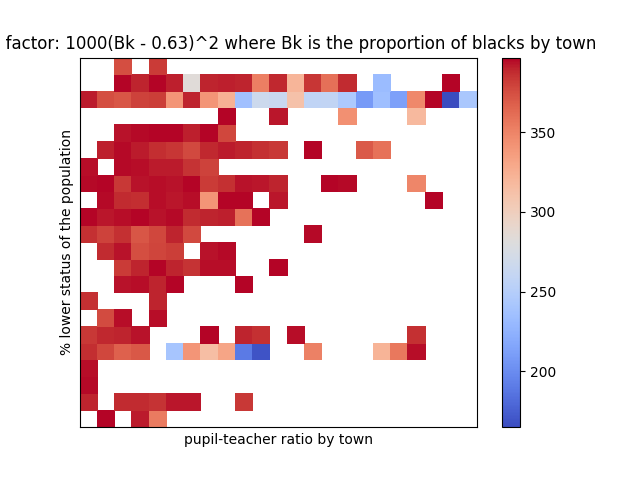 factor: 1000(Bk - 0.63)^2 where Bk is the proportion of blacks by town
% lower status of the population
350
300
250
200
pupil-teacher ratio by town